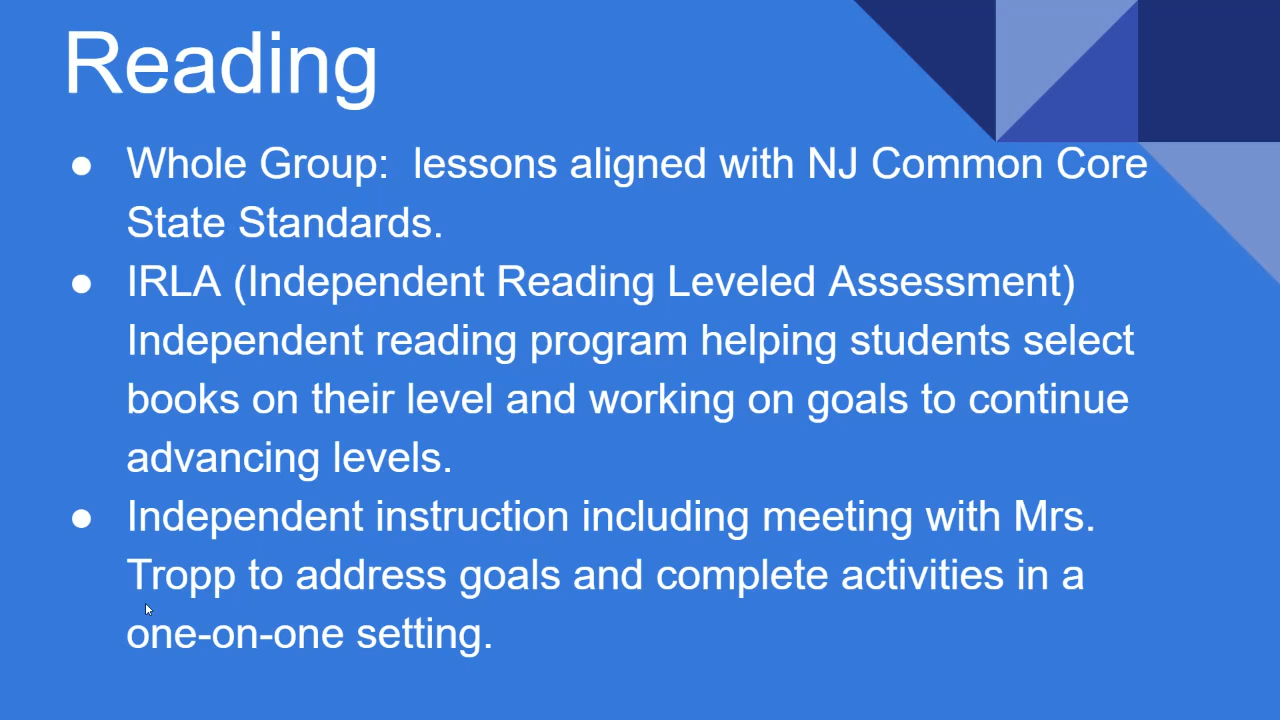 Reading
● Whole Group:  lessons aligned with NJ Common Core
State Standards.
● IRLA (Independent Reading Leveled Assessment)
Independent reading program helping students select
books on their level and working on goals to continue
advancing levels.
● Independent instruction including meeting with Mrs.
Tropp to address goals and complete activities in a
one-on-one setting.